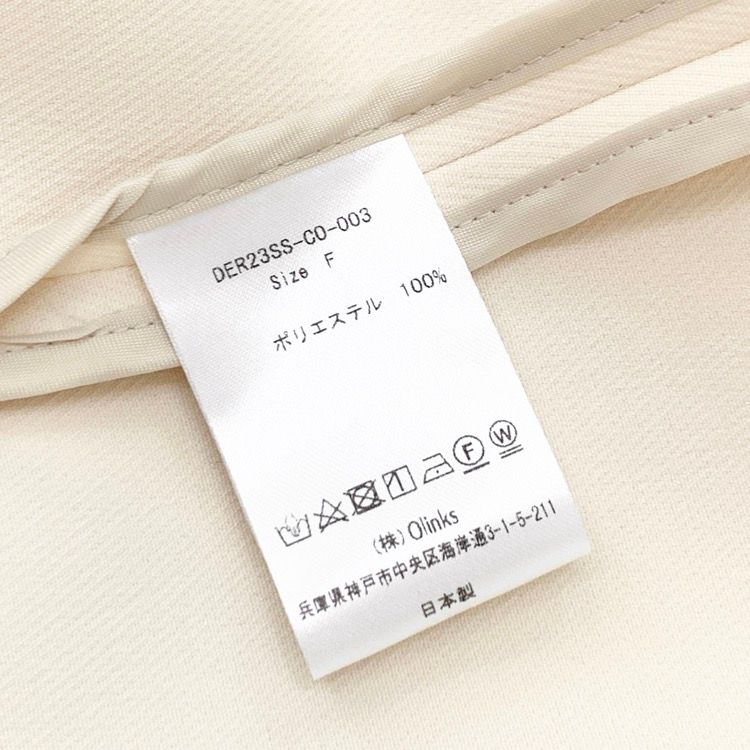 DER23SS-CO-003
Size F
ポリエステル 100%
F W
(株) Olinks
兵庫県神戸市中央区海岸通3-1-5-211
日本製